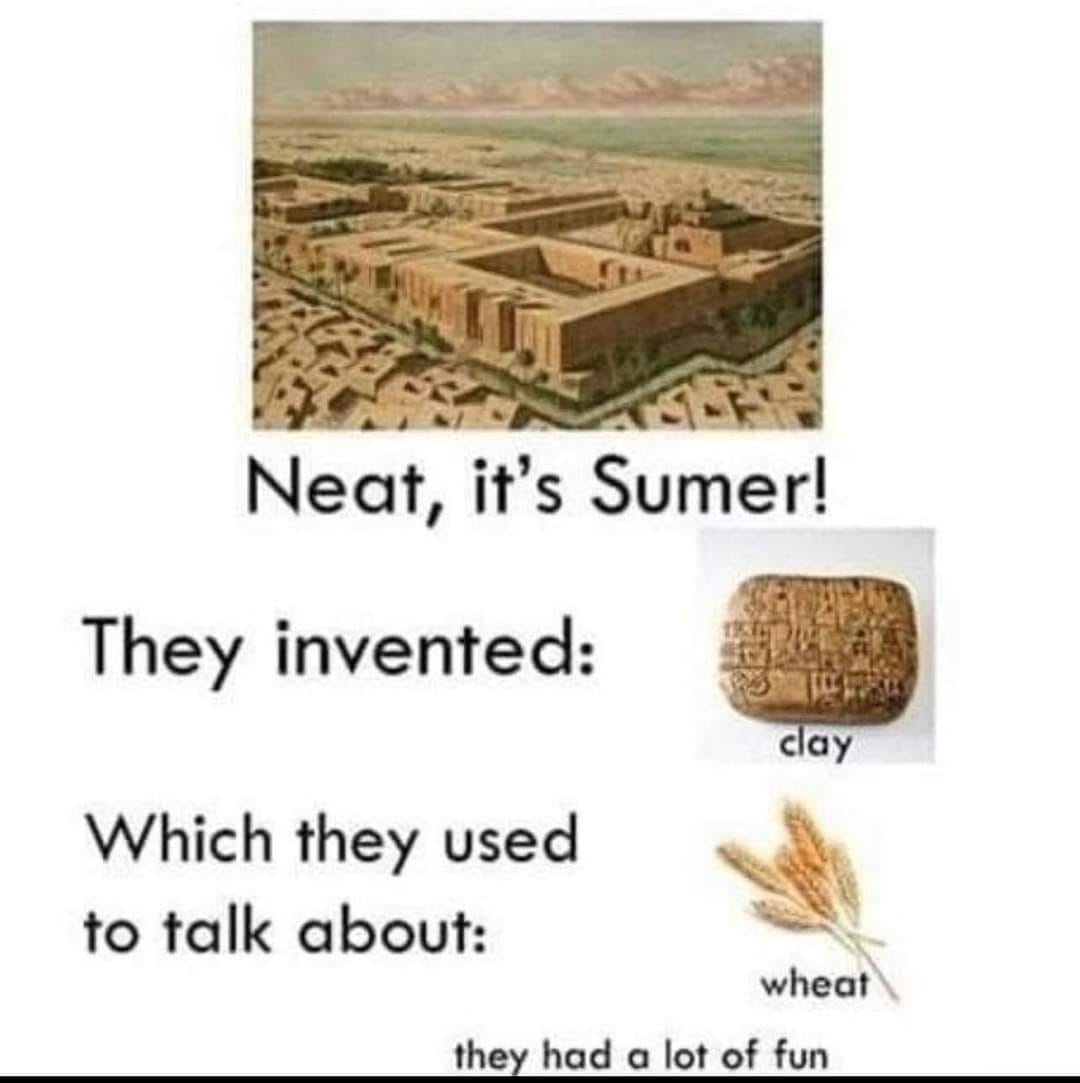 Neat, it's Sumer!
They invented:
clay
Which they used
to talk about:
wheat
they had a lot of fun